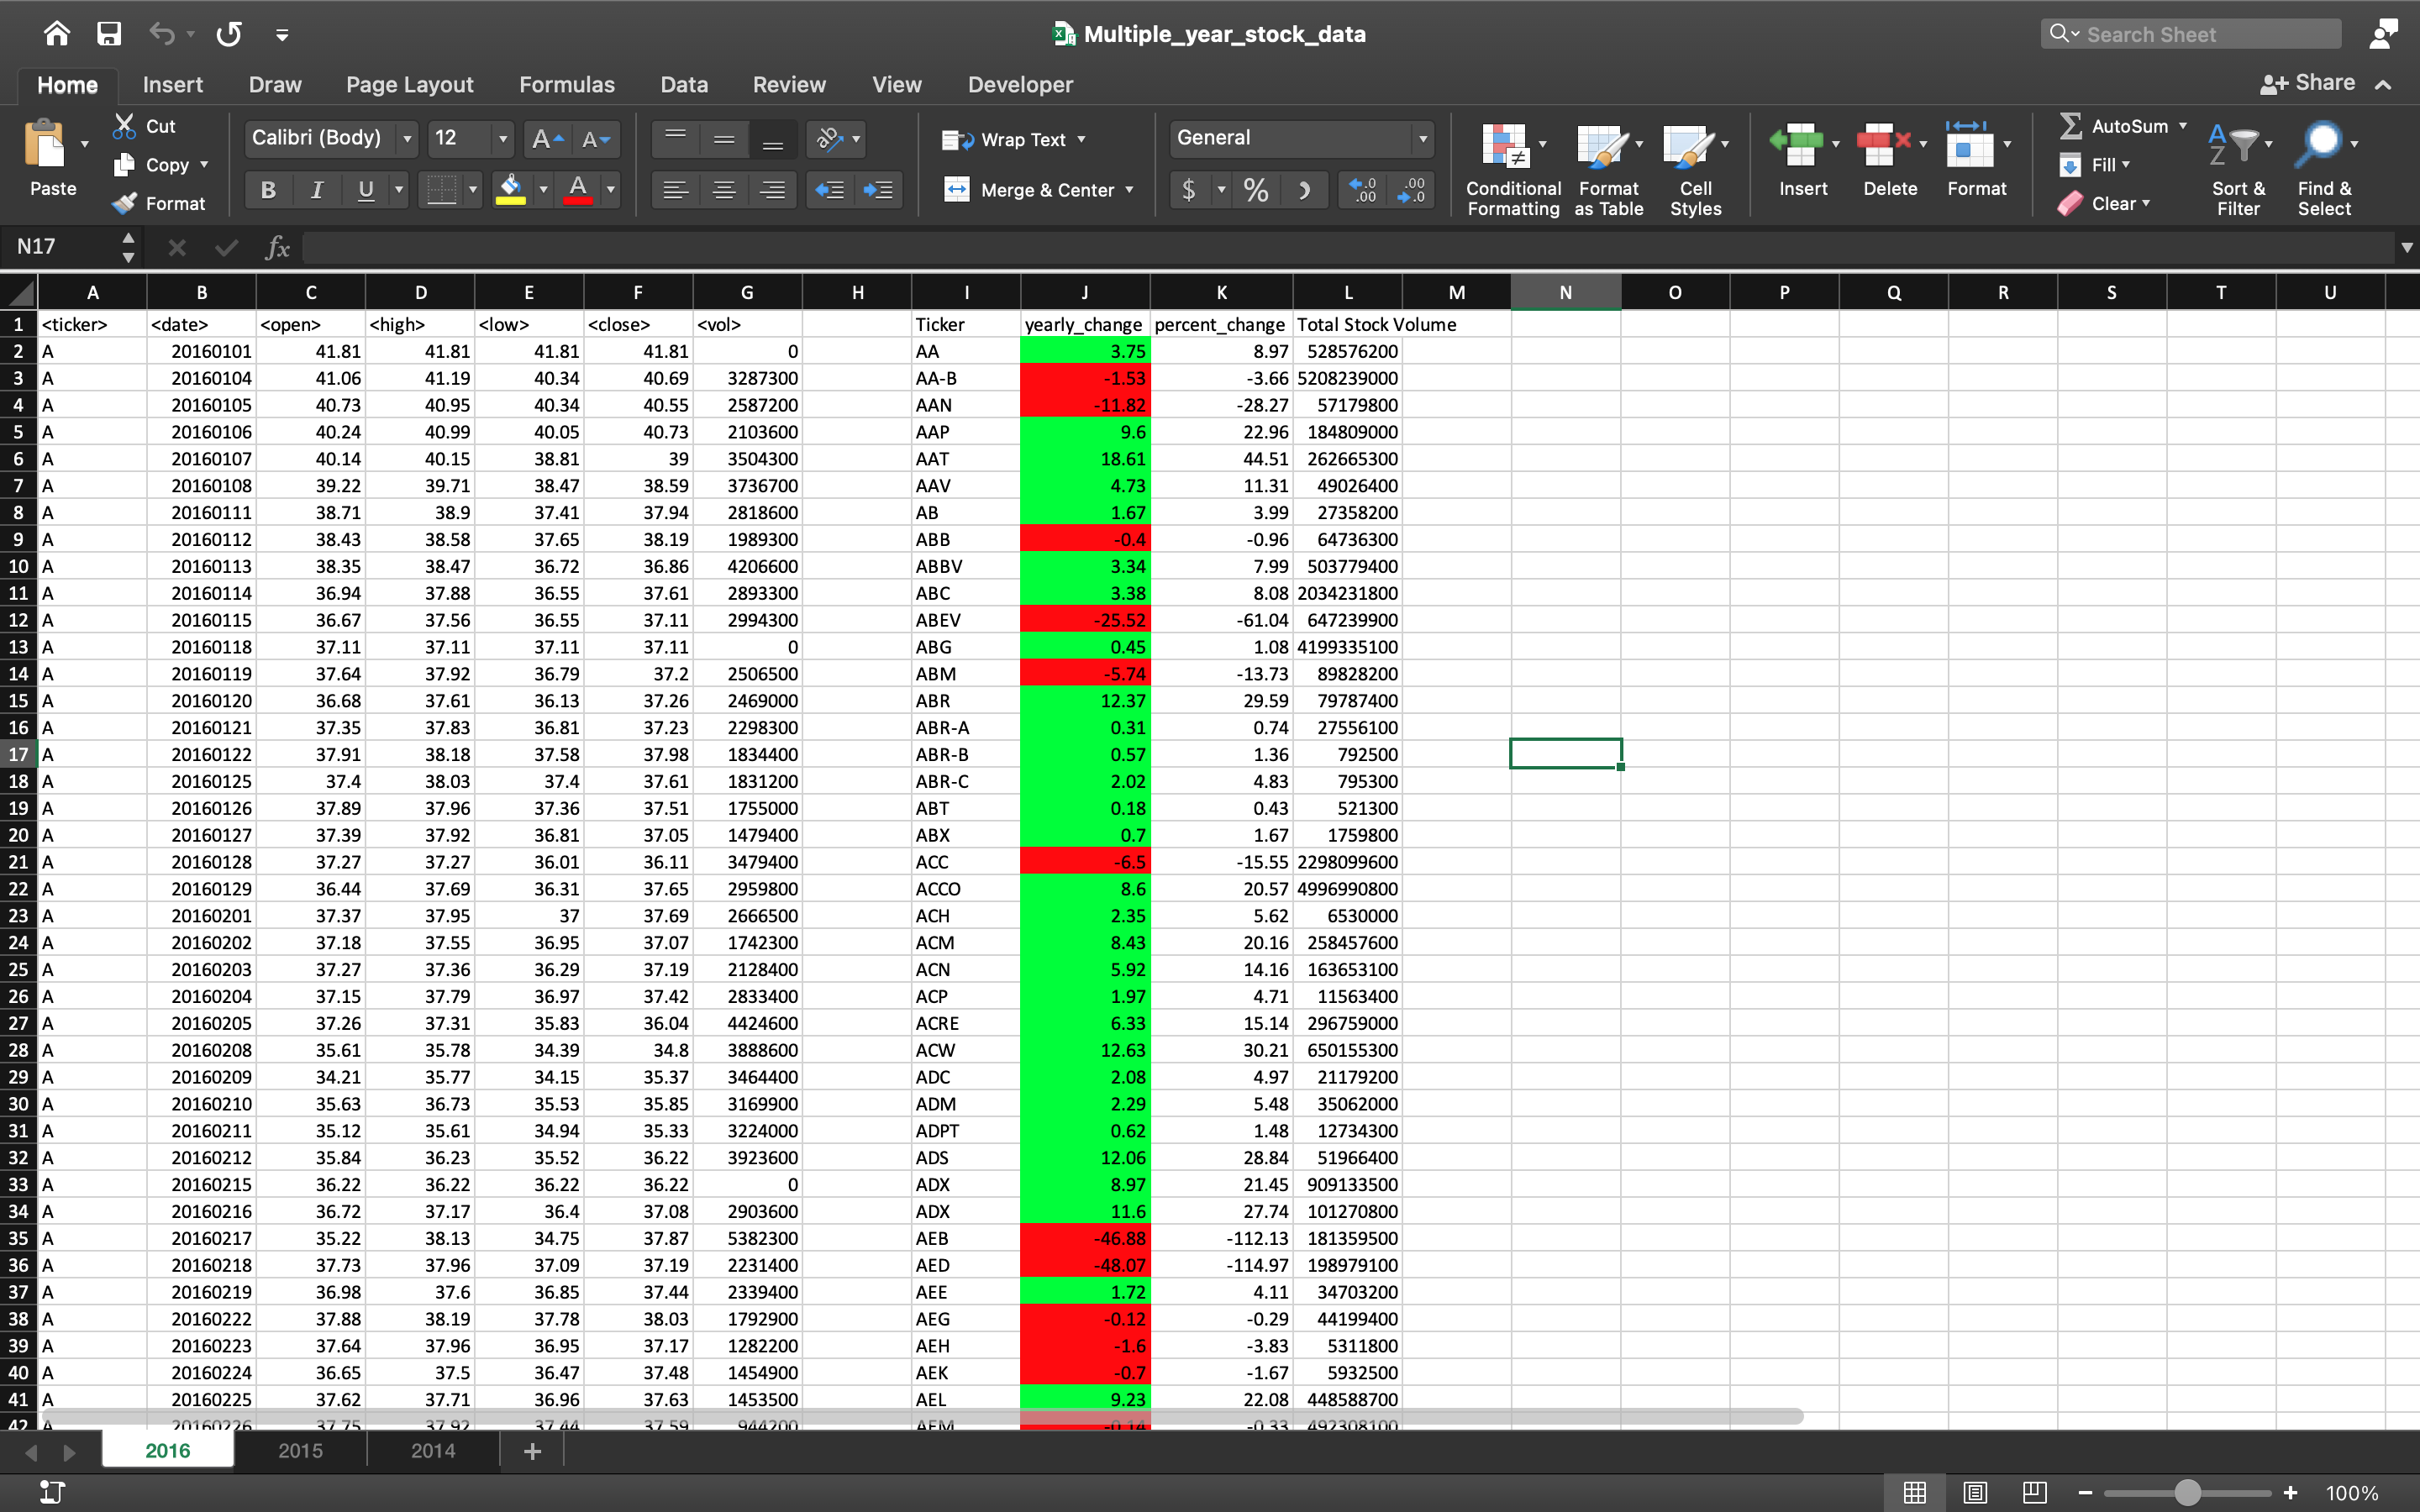 Multiple_year_stock_data
Search Sheet
Home Insert Draw Page Layout Formulas Data Review View Developer
Share
Paste
Cut
Copy
Format
Calibri (Body) 12
A A
B I U A
Wrap Text
Merge & Center
General
$ %
Conditional Formatting
Format as Table
Cell Styles
Insert
Delete
Format
AutoSum
Fill
Clear
Sort & Filter
Find & Select
N17 fx
A B C D E F G H I J K L M N O P Q R S T U
1 <ticker> <date> <open> <high> <low> <close> <vol> Ticker yearly_change percent_change Total Stock Volume
2 A 20160101 41.81 41.81 41.81 41.81 0 AA 3.75 8.97 528576200
3 A 20160104 41.06 41.19 40.34 40.69 3287300 AA-B -1.53 -3.66 5208239000
4 A 20160105 40.73 40.95 40.34 40.55 2587200 AAN -11.82 -28.27 57179800
5 A 20160106 40.24 40.99 40.05 40.73 2103600 AAP 9.6 22.96 184809000
6 A 20160107 40.14 40.15 38.81 39 3504300 AAT 18.61 44.51 262665300
7 A 20160108 39.22 39.71 38.47 38.59 3736700 AAV 4.73 11.31 49026400
8 A 20160111 38.71 38.9 37.41 37.94 2818600 AB 1.67 3.99 27358200
9 A 20160112 38.43 38.58 37.65 38.19 1989300 ABB -0.4 -0.96 64736300
10 A 20160113 38.35 38.47 36.72 36.86 4206600 ABBV 3.34 7.99 503779400
11 A 20160114 36.94 37.88 36.55 37.61 2893300 ABC 3.38 8.08 2034231800
12 A 20160115 36.67 37.56 36.55 37.11 2994300 ABEV -25.52 -61.04 647239900
13 A 20160118 37.11 37.11 37.11 37.11 0 ABG 0.45 1.08 4199335100
14 A 20160119 37.64 37.92 36.79 37.2 2506500 ABM -5.74 -13.73 89828200
15 A 20160120 36.68 37.61 36.13 37.26 2469000 ABR 12.37 29.59 79787400
16 A 20160121 37.35 37.83 36.81 37.23 2298300 ABR-A 0.31 0.74 27556100
17 A 20160122 37.91 38.18 37.58 37.98 1834400 ABR-B 0.57 1.36 792500
18 A 20160125 37.4 38.03 37.4 37.61 1831200 ABR-C 2.02 4.83 795300
19 A 20160126 37.89 37.96 37.36 37.51 1755000 ABT 0.18 0.43 521300
20 A 20160127 37.39 37.92 36.81 37.05 1479400 ABX 0.7 1.67 1759800
21 A 20160128 37.27 37.27 36.01 36.11 3479400 ACC -6.5 -15.55 2298099600
22 A 20160129 36.44 37.69 36.31 37.65 2959800 ACCO 8.6 20.57 4996990800
23 A 20160201 37.37 37.95 37 37.69 2666500 ACH 2.35 5.62 6530000
24 A 20160202 37.18 37.55 36.95 37.07 1742300 ACM 8.43 20.16 258457600
25 A 20160203 37.27 37.36 36.29 37.19 2128400 ACN 5.92 14.16 163653100
26 A 20160204 37.15 37.79 36.97 37.42 2833400 ACP 1.97 4.71 11563400
27 A 20160205 37.26 37.31 35.83 36.04 4424600 ACRE 6.33 15.14 296759000
28 A 20160208 35.61 35.78 34.39 34.8 3888600 ACW 12.63 30.21 650155300
29 A 20160209 34.21 35.77 34.15 35.37 3464400 ADC 2.08 4.97 21179200
30 A 20160210 35.63 36.73 35.53 35.85 3169900 ADM 2.29 5.48 35062000
31 A 20160211 35.12 35.61 34.94 35.33 3224000 ADPT 0.62 1.48 12734300
32 A 20160212 35.84 36.23 35.52 36.22 3923600 ADS 12.06 28.84 51966400
33 A 20160215 36.22 36.22 36.22 36.22 0 ADX 8.97 21.45 909133500
34 A 20160216 36.72 37.17 36.4 37.08 2903600 ADX 11.6 27.74 101270800
35 A 20160217 35.22 38.13 34.75 37.87 5382300 AEB -46.88 -112.13 181359500
36 A 20160218 37.73 37.96 37.09 37.19 2231400 AED -48.07 -114.97 198979100
37 A 20160219 36.98 37.6 36.85 37.44 2339400 AEE 1.72 4.11 34703200
38 A 20160222 37.88 38.19 37.78 38.03 1792900 AEG -0.12 -0.29 44199400
39 A 20160223 37.64 37.96 36.95 37.17 1282200 AEH -1.6 -3.83 5311800
40 A 20160224 36.65 37.5 36.47 37.48 1454900 AEK -0.7 -1.67 5932500
41 A 20160225 37.62 37.71 36.96 37.63 1453500 AEL 9.23 22.08 448588700
42 A 20160226 37.75 37.92 37.44 37.59 944200 AEM -0.14 -0.33 492308100
2016 2015 2014 +
100%